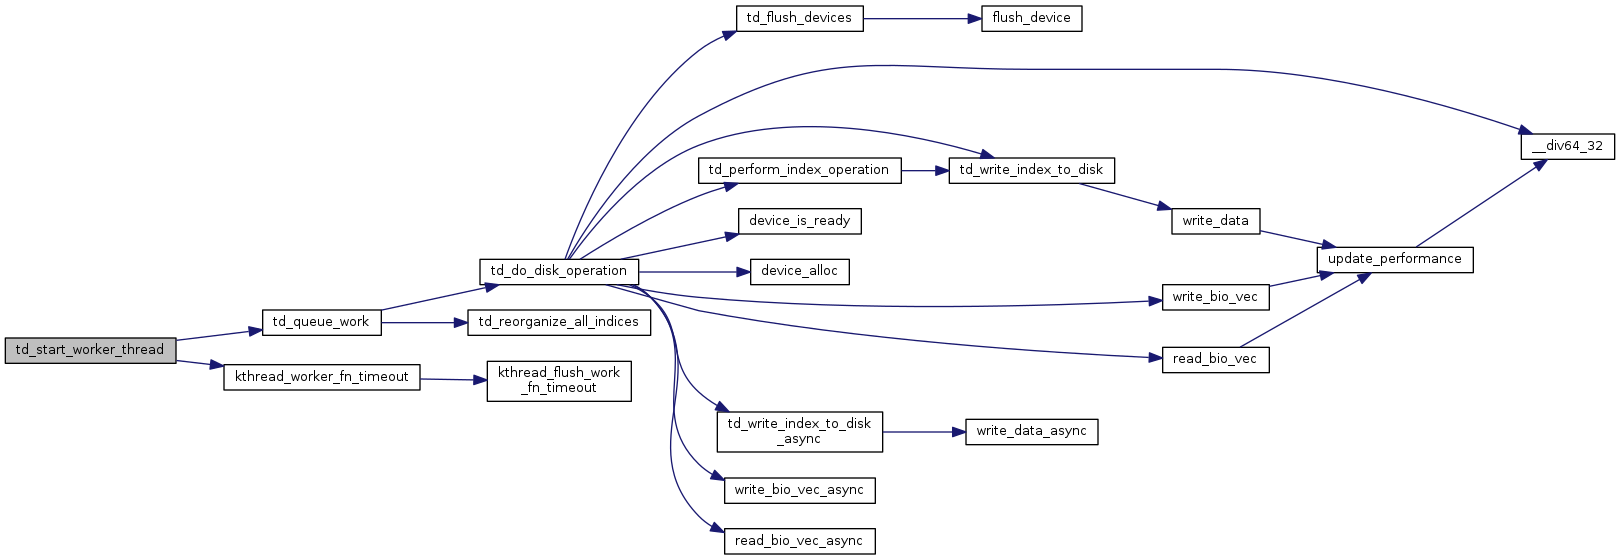 td_flush_devices
flush_device
__div64_32
td_perform_index_operation
td_write_index_to_disk
device_is_ready
write_data
update_performance
td_do_disk_operation
device_alloc
write_bio_vec
td_queue_work
td_reorganize_all_indices
td_start_worker_thread
read_bio_vec
kthread_worker_fn_timeout
kthread_flush_work
_fn_timeout
td_write_index_to_disk
_async
write_data_async
write_bio_vec_async
read_bio_vec_async